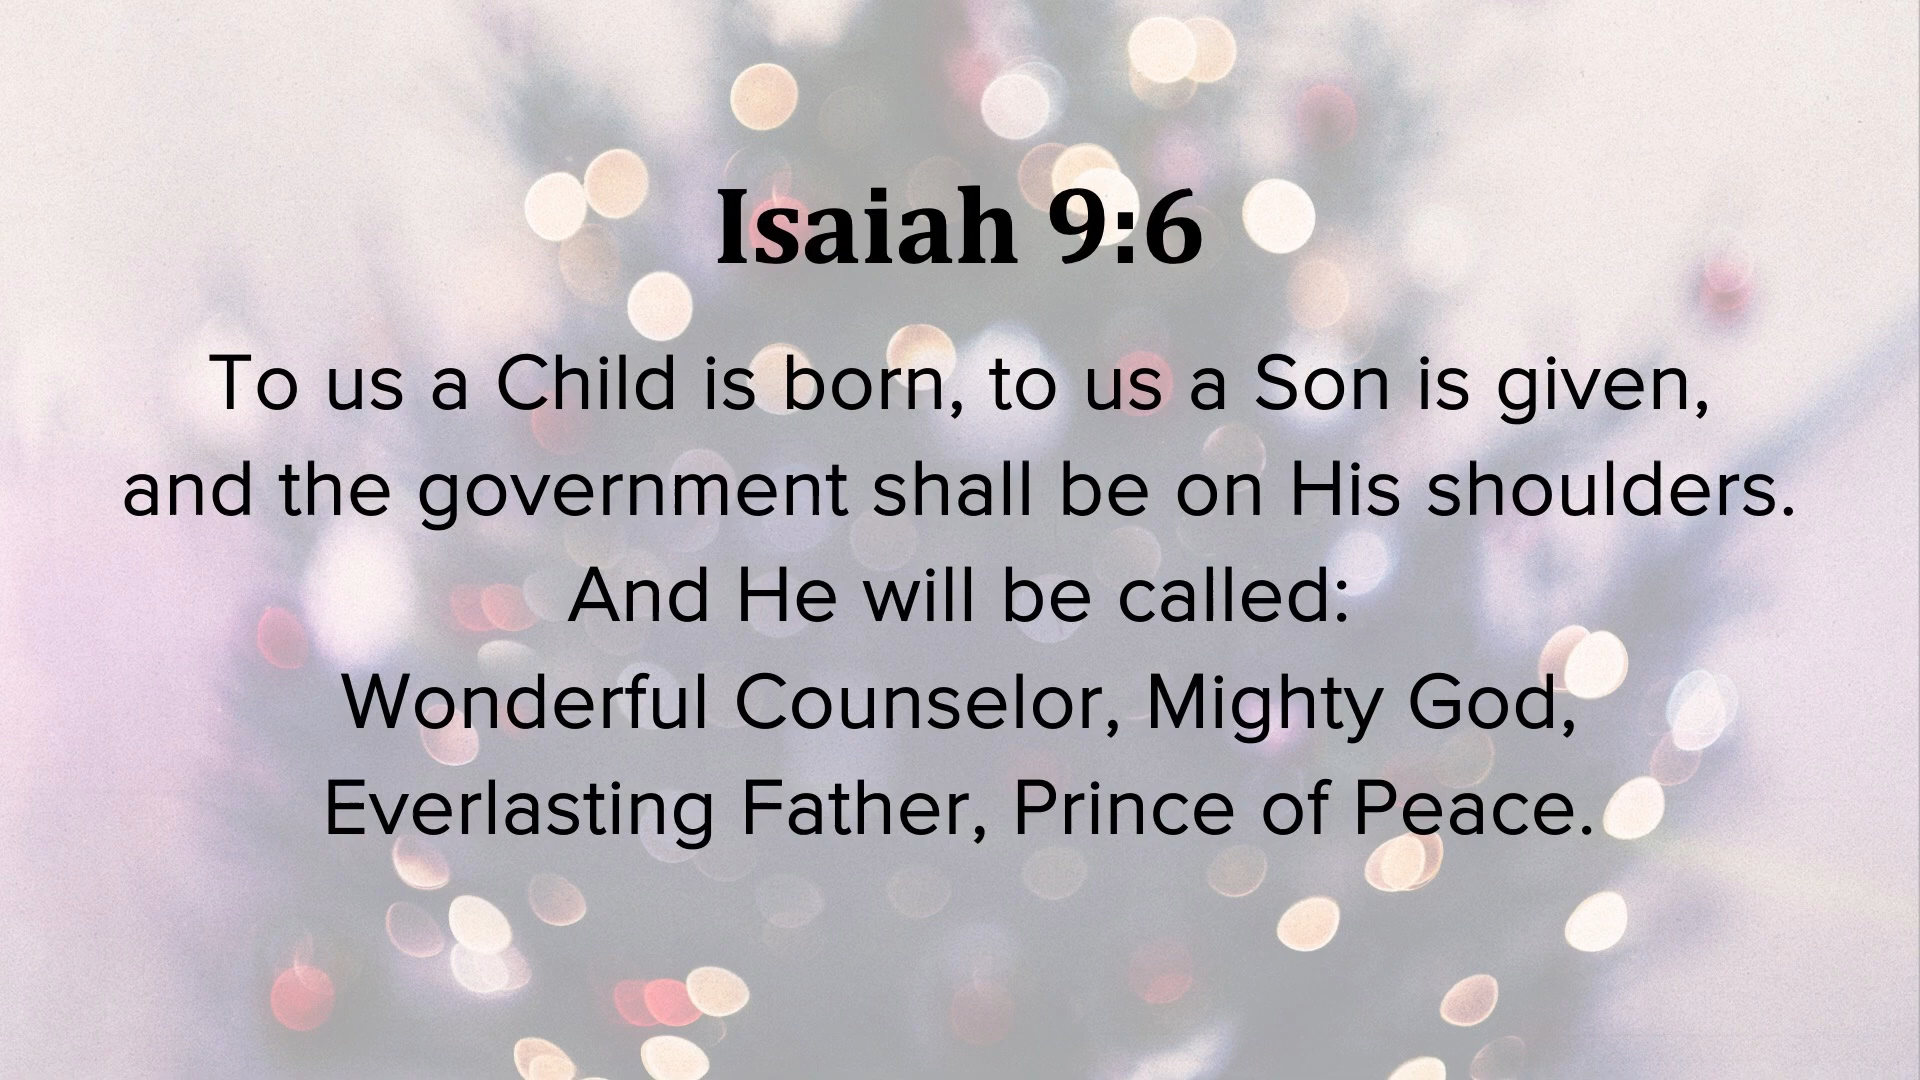 Isaiah 9:6
To us a Child is born, to us a Son is given,
and the government shall be on His shoulders.
And He will be called:
Wonderful Counselor, Mighty God,
Everlasting Father, Prince of Peace.